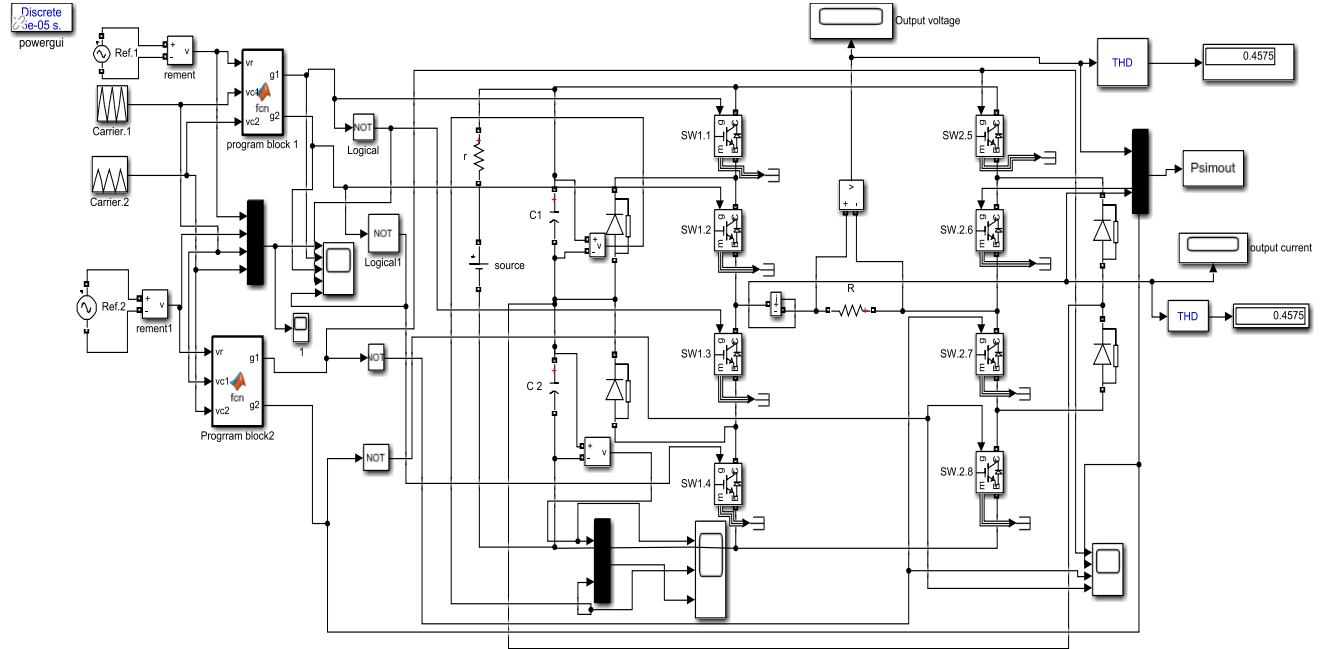 Discrete
5e-05 s.
powergui
Ref.1
+
-
v
rement
Carrier.1
Carrier.2
vr
vc1
vc2
fcn
g1
g2
program block 1
NOT
Logical
NOT
Logical1
Ref.2
+
-
v
rement1
1
vr
vc1
vc2
fcn
g1
g2
Progrram block2
NOT
NOT
r
+
source
+
C1
+
+
-
v
C 2
+
+
-
v
SW1.1
g
C
m
E
SW1.2
g
C
m
E
SW1.3
g
C
m
E
SW1.4
g
C
m
E
Output voltage
v
+ -
i
+
-
R
+
SW2.5
g
C
m
E
SW.2.6
g
C
m
E
SW.2.7
g
C
m
E
SW.2.8
g
C
m
E
THD
0.4575
Psimout
output current
THD
0.4575